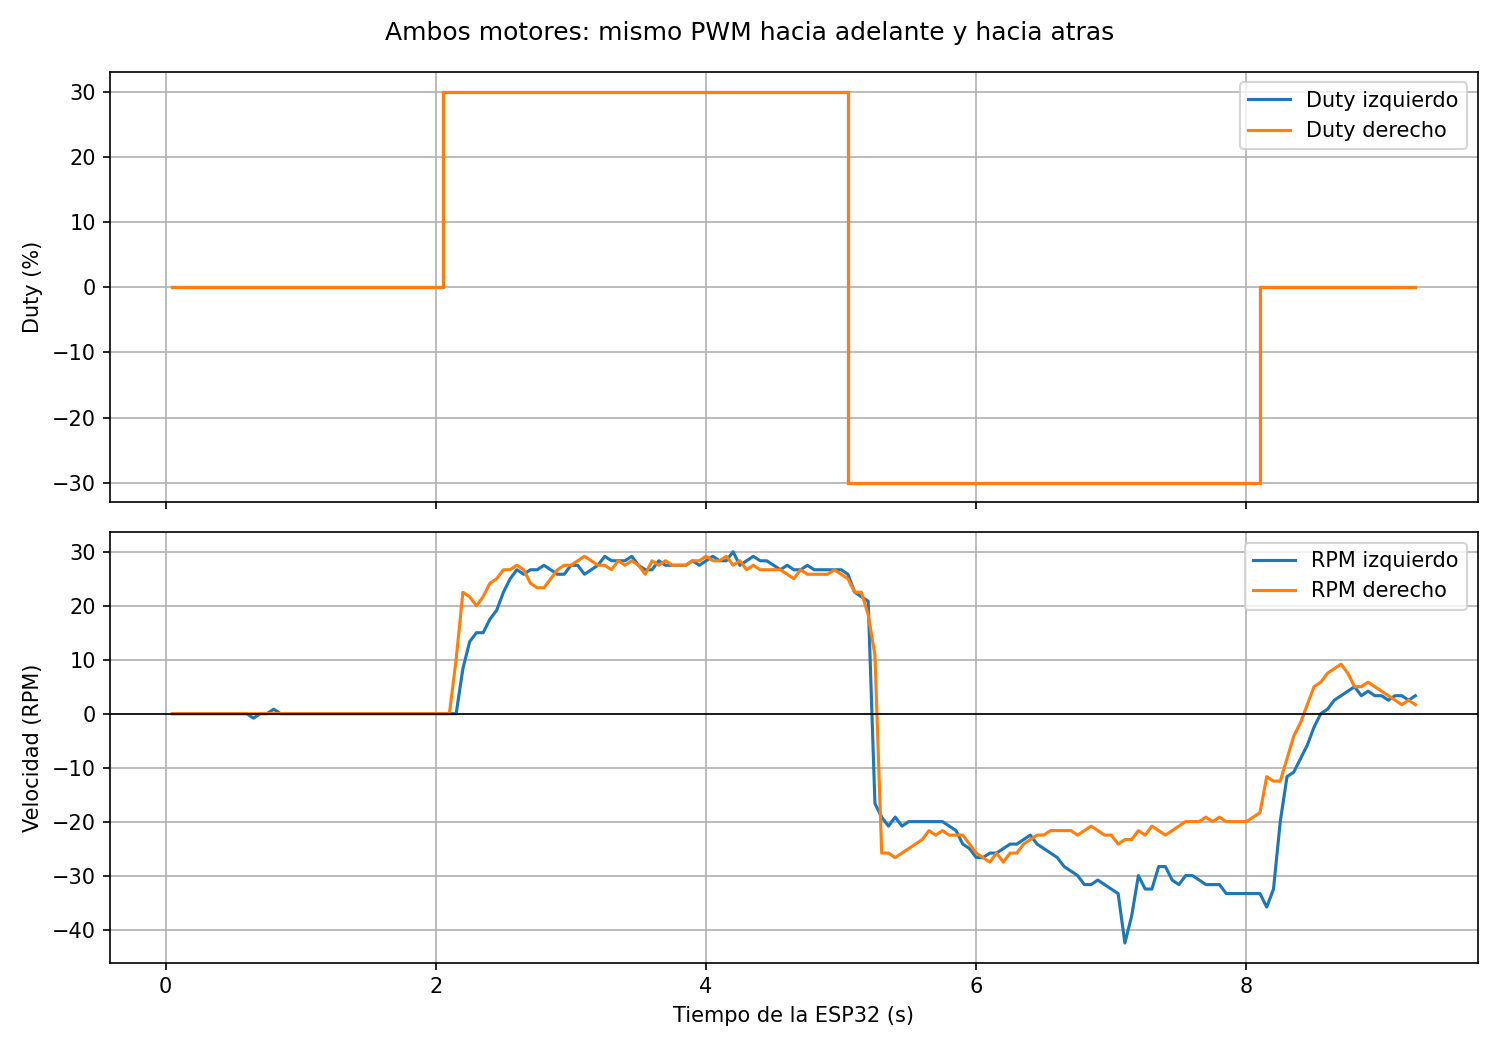 Ambos motores: mismo PWM hacia adelante y hacia atras
30
20
10
0
−10
−20
−30
Duty (%)
Duty izquierdo
Duty derecho
30
20
10
0
−10
−20
−30
−40
Velocidad (RPM)
RPM izquierdo
RPM derecho
0 2 4 6 8
Tiempo de la ESP32 (s)